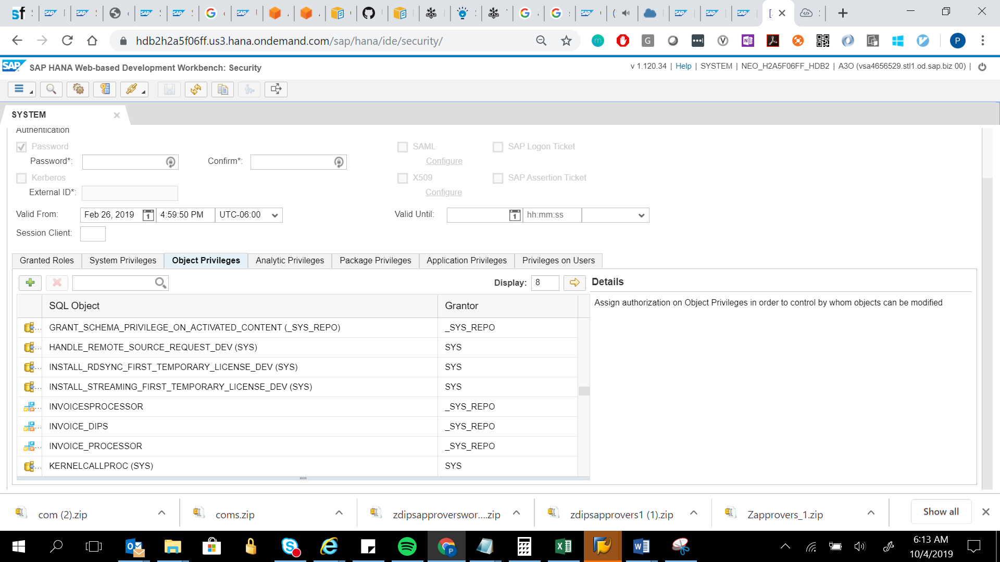 hdb2h2a5f06ff.us3.hana.ondemand.com/sap/hana/ide/security/
P
SAP SAP HANA Web-based Development Workbench: Security
v 1.120.34 | Help | SYSTEM | NEO_H2A5F06FF_HDB2 | A3O (vsa4656529.stl1.od.sap.biz 00) |
SYSTEM
Authentication
Password SAML SAP Logon Ticket
Password*: Confirm*: Configure
Kerberos X509 SAP Assertion Ticket
External ID*: Configure
Valid From: Feb 26, 2019 4:59:50 PM UTC-06:00 Valid Until: hh:mm:ss
Session Client:
Granted Roles System Privileges Object Privileges Analytic Privileges Package Privileges Application Privileges Privileges on Users
Display: 8 Details
SQL Object Grantor
Assign authorization on Object Privileges in order to control by whom objects can be modified
GRANT_SCHEMA_PRIVILEGE_ON_ACTIVATED_CONTENT (_SYS_REPO) _SYS_REPO
HANDLE_REMOTE_SOURCE_REQUEST_DEV (SYS) SYS
INSTALL_RDSYNC_FIRST_TEMPORARY_LICENSE_DEV (SYS) SYS
INSTALL_STREAMING_FIRST_TEMPORARY_LICENSE_DEV (SYS) SYS
INVOICESPROCESSOR _SYS_REPO
INVOICE_DIPS _SYS_REPO
INVOICE_PROCESSOR _SYS_REPO
KERNELCALLPROC (SYS) SYS
com (2).zip coms.zip zdipsapproverswor....zip zdipsapprovers1 (1).zip Zapprovers_1.zip Show all
6:13 AM
10/4/2019